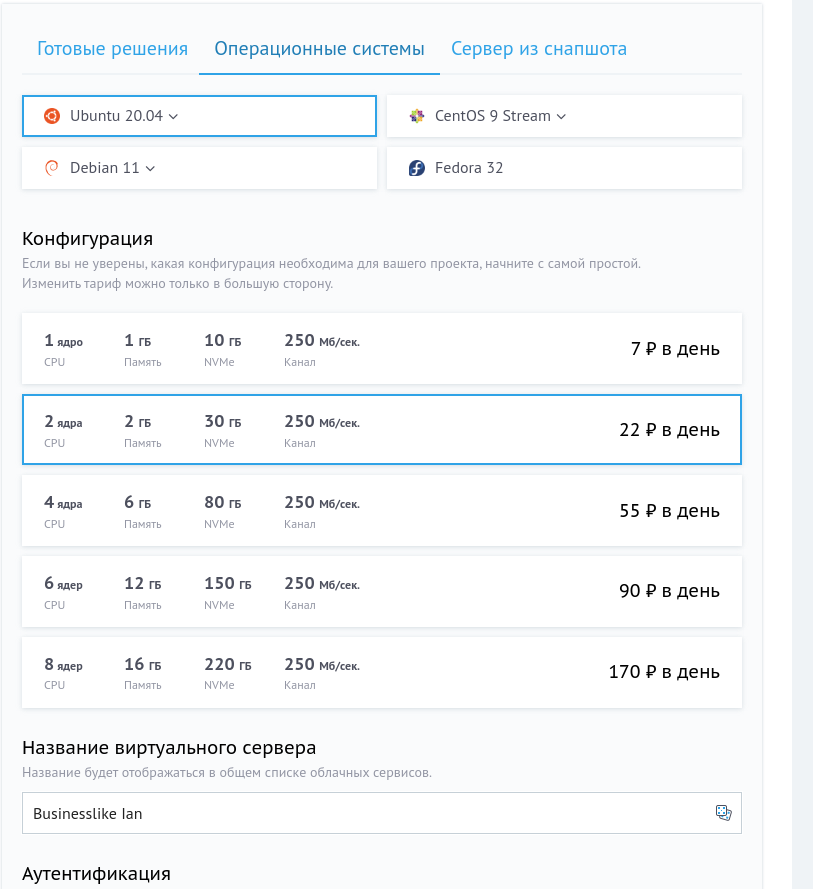 Готовые решения Операционные системы Сервер из снапшота
Ubuntu 20.04 CentOS 9 Stream
Debian 11 Fedora 32
Конфигурация
Если вы не уверены, какая конфигурация необходима для вашего проекта, начните с самой простой.
Изменить тариф можно только в большую сторону.
1 ядро 1 ГБ 10 ГБ 250 Мб/сек. 7 ₽ в день
CPU Память NVMe Канал
2 ядра 2 ГБ 30 ГБ 250 Мб/сек. 22 ₽ в день
CPU Память NVMe Канал
4 ядра 6 ГБ 80 ГБ 250 Мб/сек. 55 ₽ в день
CPU Память NVMe Канал
6 ядер 12 ГБ 150 ГБ 250 Мб/сек. 90 ₽ в день
CPU Память NVMe Канал
8 ядер 16 ГБ 220 ГБ 250 Мб/сек. 170 ₽ в день
CPU Память NVMe Канал
Название виртуального сервера
Название будет отображаться в общем списке облачных сервисов.
Businesslike Ian
Аутентификация